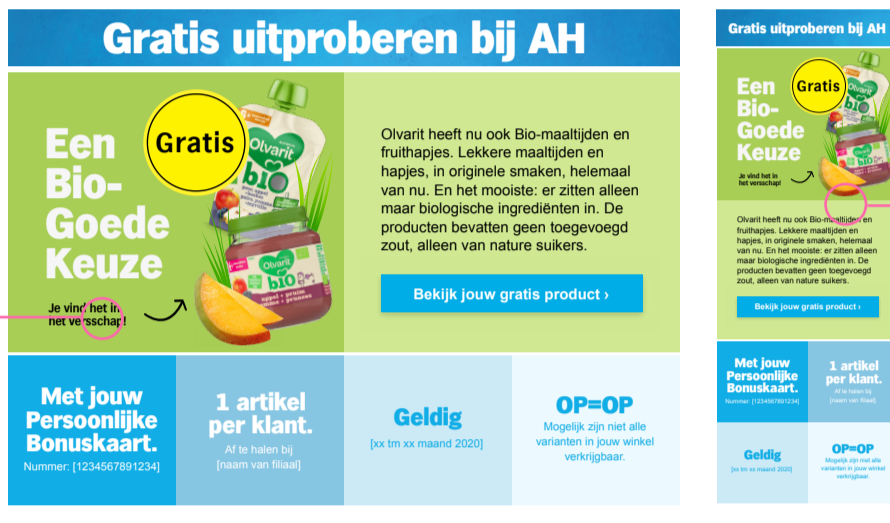 Gratis uitproberen bij AH
Een
Bio-
Goede
Keuze
Gratis
Olvarit
bio
Olvarit
bio
appel + pruim
Je vind het in
het versschap!
Olvarit heeft nu ook Bio-maaltijden en
fruithapjes. Lekkere maaltijden en
hapjes, in originele smaken, helemaal
van nu. En het mooiste: er zitten alleen
maar biologische ingrediënten in. De
producten bevatten geen toegevoegd
zout, alleen van nature suikers.
Bekijk jouw gratis product ›
Met jouw
Persoonlijke
Bonuskaart.
Nummer: [1234567891234]
1 artikel
per klant.
Af te halen bij
[naam van filiaal]
Geldig
[xx tm xx maand 2020]
OP=OP
Mogelijk zijn niet alle
varianten in jouw winkel
verkrijgbaar.
Gratis uitproberen bij AH
Een
Bio-
Goede
Keuze
Gratis
Olvarit
bio
Je vind het in
het versschap!
Olvarit heeft nu ook Bio-maaltijden en
fruithapjes. Lekkere maaltijden en
hapjes, in originele smaken, helemaal
van nu. En het mooiste: er zitten alleen
maar biologische ingrediënten in. De
producten bevatten geen toegevoegd
zout, alleen van nature suikers.
Bekijk jouw gratis product ›
Met jouw
Persoonlijke
Bonuskaart.
Nummer: [1234567891234]
1 artikel
per klant.
Af te halen bij
[naam van filiaal]
Geldig
[xx tm xx maand 2020]
OP=OP
Mogelijk zijn niet alle
varianten in jouw winkel
verkrijgbaar.